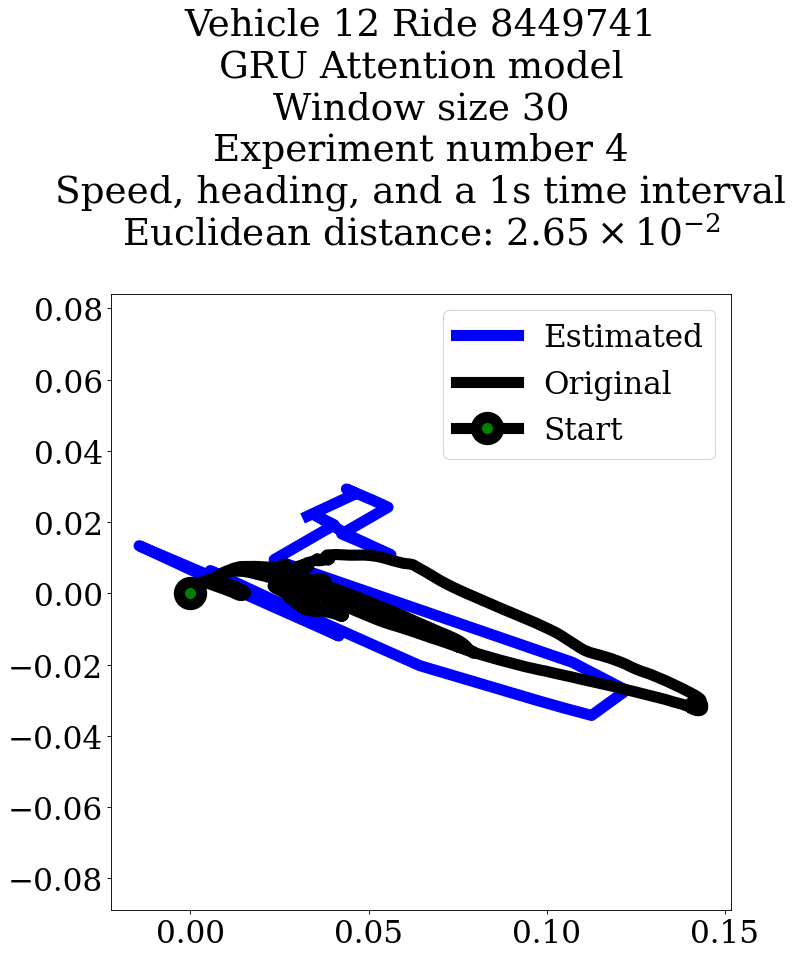 Vehicle 12 Ride 8449741
GRU Attention model
Window size 30
Experiment number 4
Speed, heading, and a 1s time interval
Euclidean distance: 2.65 × 10⁻²
Estimated
Original
Start
0.08
0.06
0.04
0.02
0.00
−0.02
−0.04
−0.06
−0.08
0.00 0.05 0.10 0.15